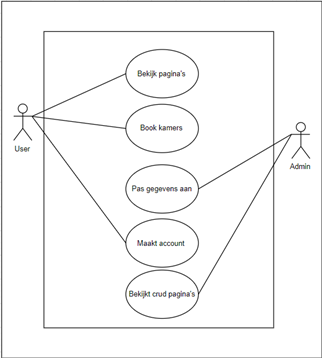 Bekijk pagina's
Book kamers
User
Admin
Pas gegevens aan
Maakt account
Bekijkt crud pagina's